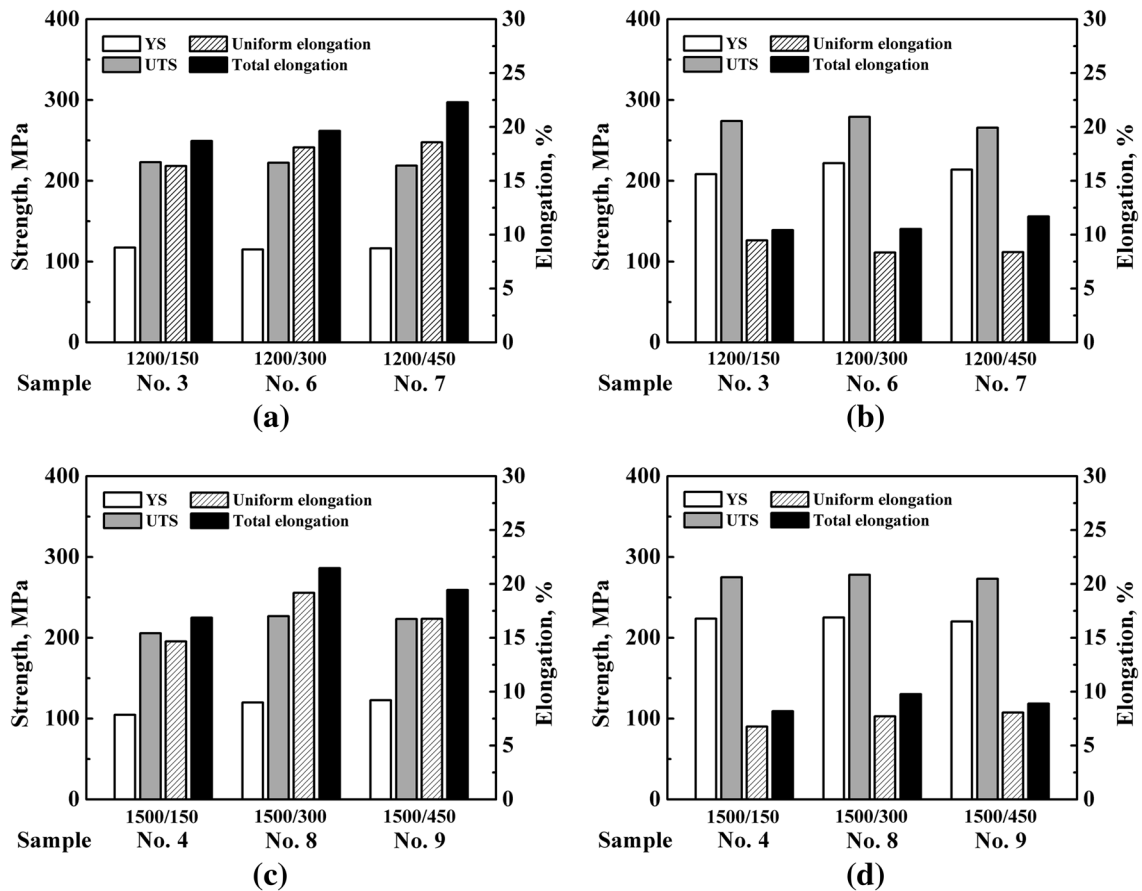 400
300
200
100
0
Strength, MPa
YS
Uniform elongation
UTS
Total elongation
30
25
20
15
10
5
0
Elongation, %
1200/150 1200/300 1200/450
Sample No. 3 No. 6 No. 7
(a)
400
300
200
100
0
Strength, MPa
YS
Uniform elongation
UTS
Total elongation
30
25
20
15
10
5
0
Elongation, %
1200/150 1200/300 1200/450
Sample No. 3 No. 6 No. 7
(b)
400
300
200
100
0
Strength, MPa
YS
Uniform elongation
UTS
Total elongation
30
25
20
15
10
5
0
Elongation, %
1500/150 1500/300 1500/450
Sample No. 4 No. 8 No. 9
(c)
400
300
200
100
0
Strength, MPa
YS
Uniform elongation
UTS
Total elongation
30
25
20
15
10
5
0
Elongation, %
1500/150 1500/300 1500/450
Sample No. 4 No. 8 No. 9
(d)